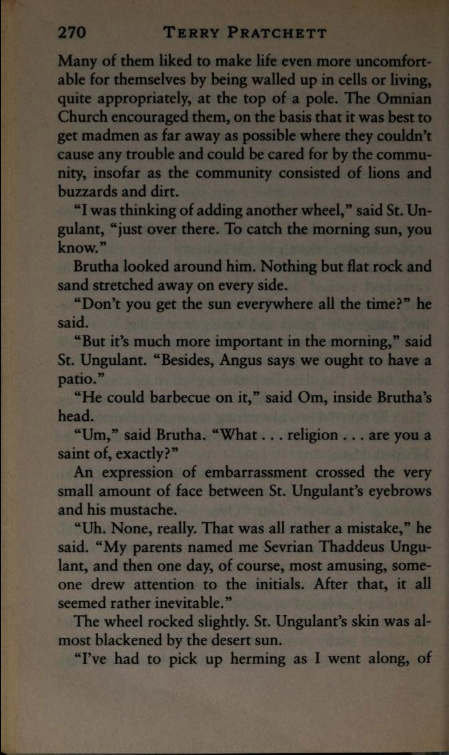 270 TERRY PRATCHETT
Many of them liked to make life even more uncomfort-
able for themselves by being walled up in cells or living,
quite appropriately, at the top of a pole. The Omnian
Church encouraged them, on the basis that it was best to
get madmen as far away as possible where they couldn't
cause any trouble and could be cared for by the commu-
nity, insofar as the community consisted of lions and
buzzards and dirt.
"I was thinking of adding another wheel," said St. Un-
gulant, "just over there. To catch the morning sun, you
know."
Brutha looked around him. Nothing but flat rock and
sand stretched away on every side.
"Don't you get the sun everywhere all the time?" he
said.
"But it's much more important in the morning," said
St. Ungulant. "Besides, Angus says we ought to have a
patio."
"He could barbecue on it," said Om, inside Brutha's
head.
"Um," said Brutha. "What . . . religion . . . are you a
saint of, exactly?"
An expression of embarrassment crossed the very
small amount of face between St. Ungulant's eyebrows
and his mustache.
"Uh. None, really. That was all rather a mistake," he
said. "My parents named me Sevrian Thaddeus Ungu-
lant, and then one day, of course, most amusing, some-
one drew attention to the initials. After that, it all
seemed rather inevitable."
The wheel rocked slightly. St. Ungulant's skin was al-
most blackened by the desert sun.
"I've had to pick up herming as I went along, of